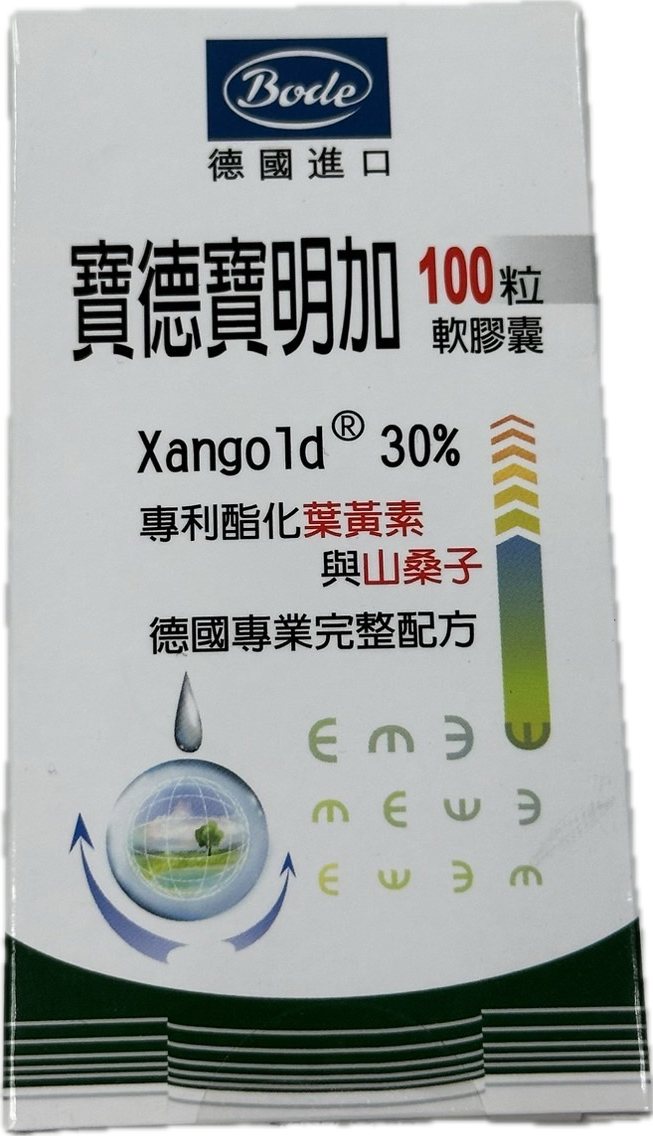 Bode
德國進口
寶德寶明加 100粒
軟膠囊
Xangold® 30%
專利酯化葉黃素
與山桑子
德國專業完整配方
E m Ǝ ш
m E ш Ǝ
E ш Ǝ m